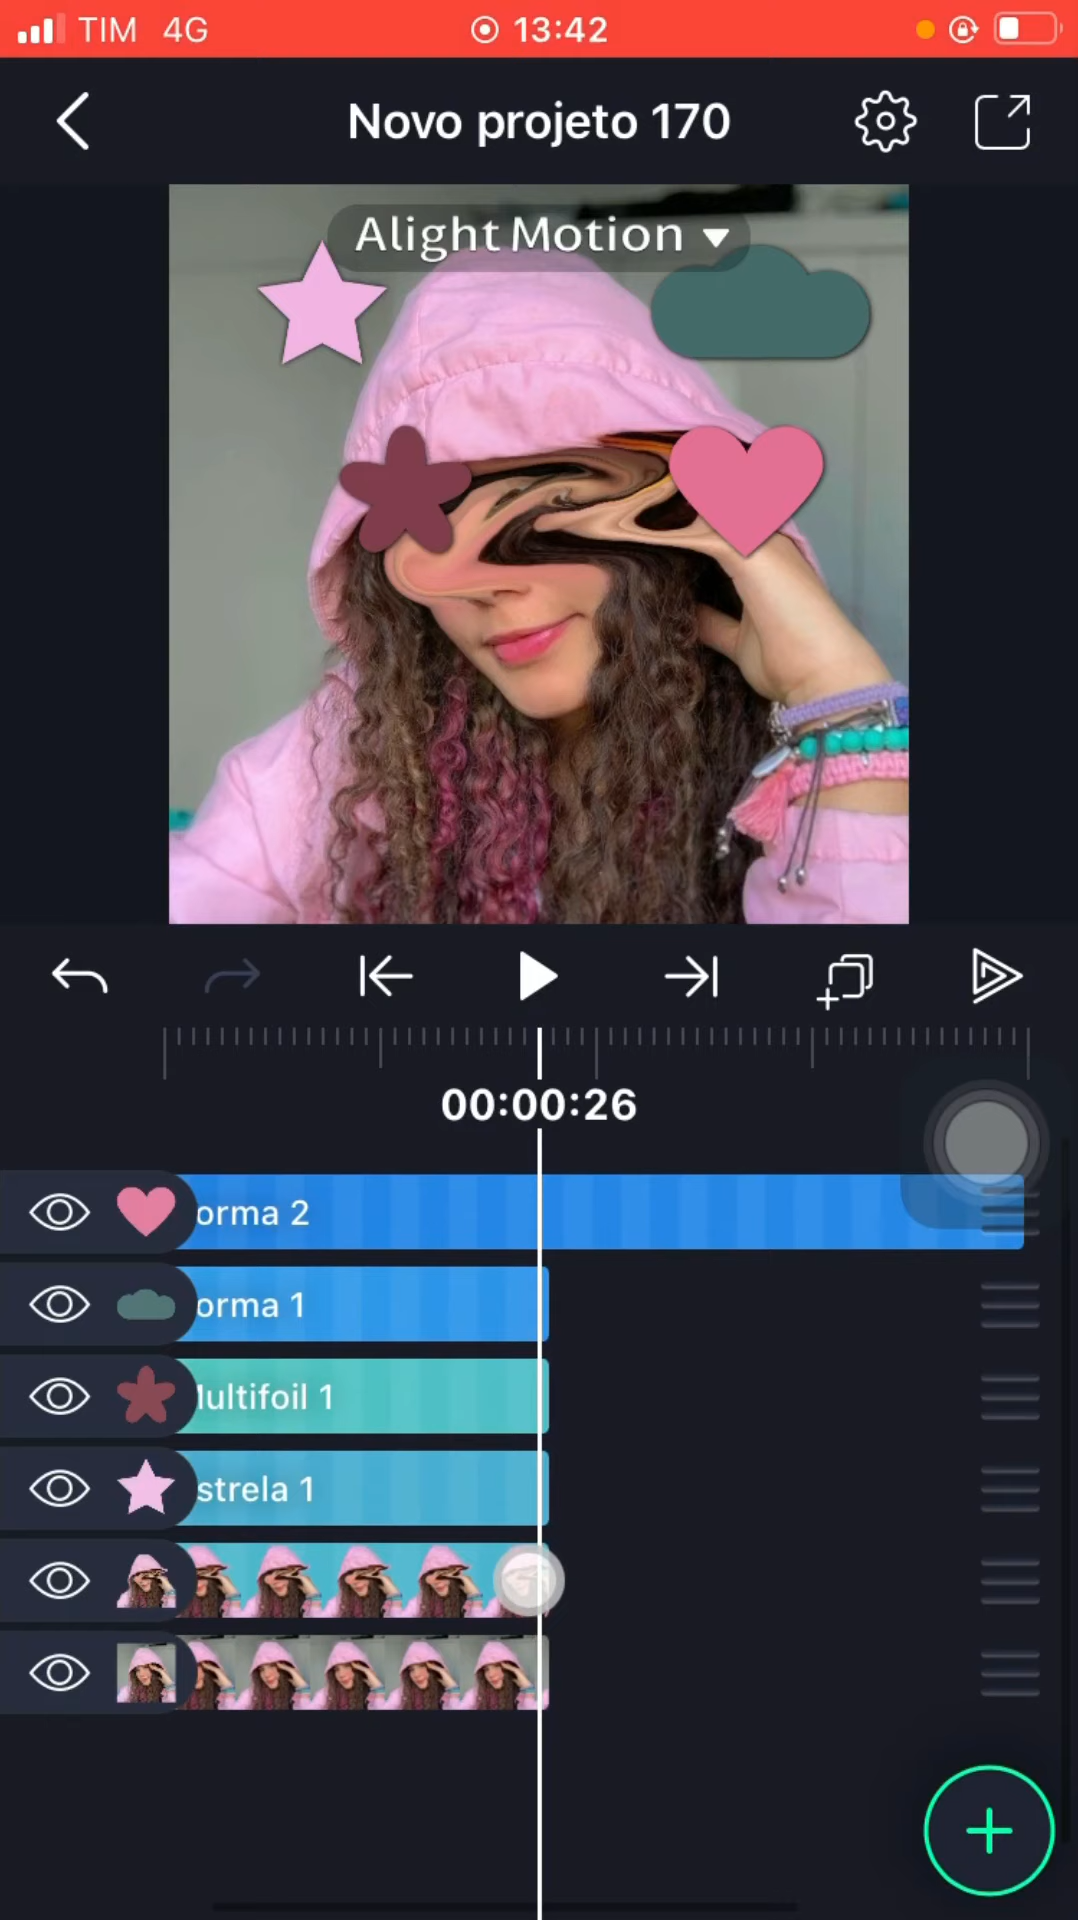 TIM 4G 13:42
Novo projeto 170
Alight Motion
00:00:26
orma 2
orma 1
ultifoil 1
strela 1